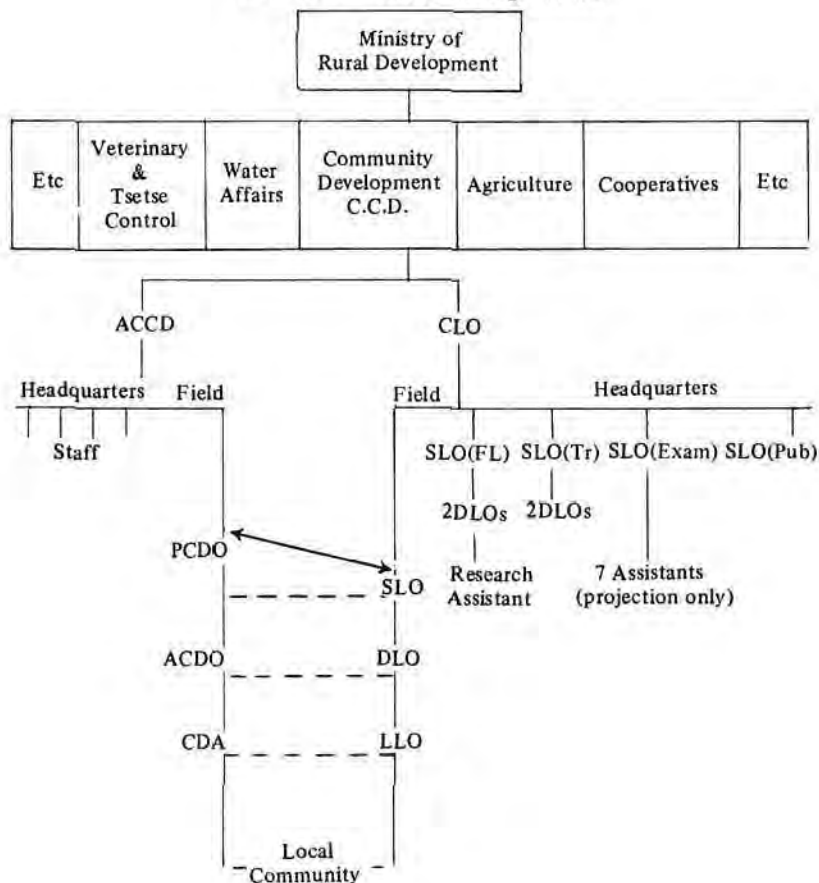 Ministry of
Rural Development
Etc
Veterinary
&
Tsetse
Control
Water
Affairs
Community
Development
C.C.D.
Agriculture
Cooperatives
Etc
ACCD
CLO
Headquarters
Field
Field
Headquarters
Staff
SLO(FL)
SLO(Tr)
SLO(Exam)
SLO(Pub)
2DLOs
2DLOs
PCDO
SLO
Research
Assistant
7 Assistants
(projection only)
ACDO
DLO
CDA
LLO
Local
Community